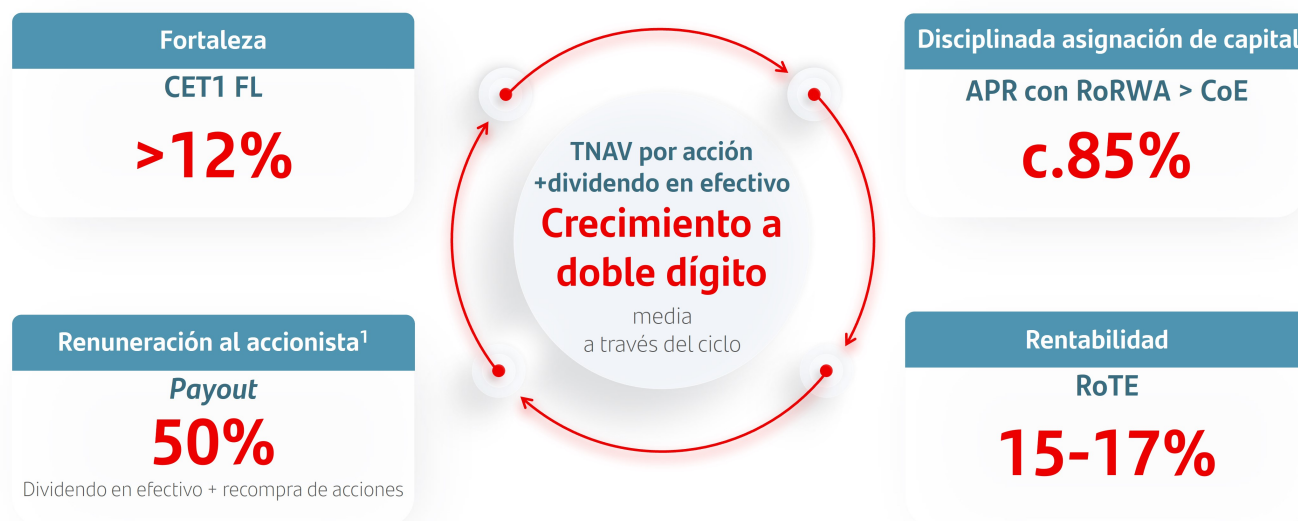 Fortaleza
CET1 FL
>12%
Disciplinada asignación de capital
APR con RoRWA > CoE
c.85%
TNAV por acción
+dividendo en efectivo
Crecimiento a
doble dígito
media
a través del ciclo
Renuneración al accionista¹
Payout
50%
Dividendo en efectivo + recompra de acciones
Rentabilidad
RoTE
15-17%